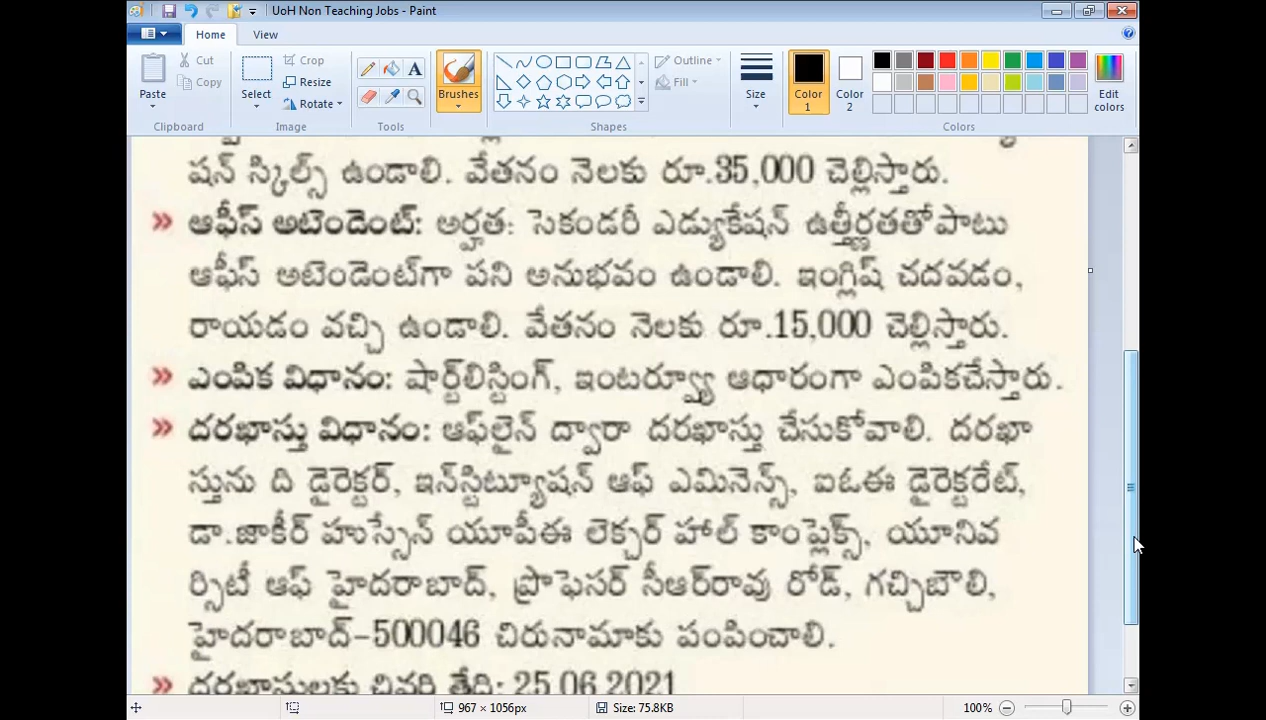 UoH Non Teaching Jobs - Paint
Home View
Paste
Cut
Copy
Clipboard
Select
Crop
Resize
Rotate
Image
Tools
Brushes
Shapes
Outline
Fill
Size
Color 1
Color 2
Colors
Edit colors
షన్ స్కిల్స్ ఉండాలి. వేతనం నెలకు రూ.35,000 చెల్లిస్తారు.
» ఆఫీస్ అటెండెంట్: అర్హత: సెకండరీ ఎడ్యుకేషన్ ఉత్తీర్ణతతోపాటు
ఆఫీస్ అటెండెంట్‌గా పని అనుభవం ఉండాలి. ఇంగ్లిష్ చదవడం,
రాయడం వచ్చి ఉండాలి. వేతనం నెలకు రూ.15,000 చెల్లిస్తారు.
» ఎంపిక విధానం: షార్ట్‌లిస్టింగ్, ఇంటర్వ్యూ ఆధారంగా ఎంపికచేస్తారు.
» దరఖాస్తు విధానం: ఆఫ్‌లైన్ ద్వారా దరఖాస్తు చేసుకోవాలి. దరఖా
స్తును ది డైరెక్టర్, ఇన్‌స్టిట్యూషన్ ఆఫ్ ఎమినెన్స్, ఐఓఈ డైరెక్టరేట్,
డా.జాకీర్ హుస్సేన్ యూపీఈ లెక్చర్ హాల్ కాంప్లెక్స్, యూనివ
ర్సిటీ ఆఫ్ హైదరాబాద్, ప్రొఫెసర్ సీఆర్‌రావు రోడ్, గచ్చిబౌలి,
హైదరాబాద్–500046 చిరునామాకు పంపించాలి.
» దరఖాస్తులకు చివరి తేది: 25.06.2021
967 × 1056px
Size: 75.8KB
100%